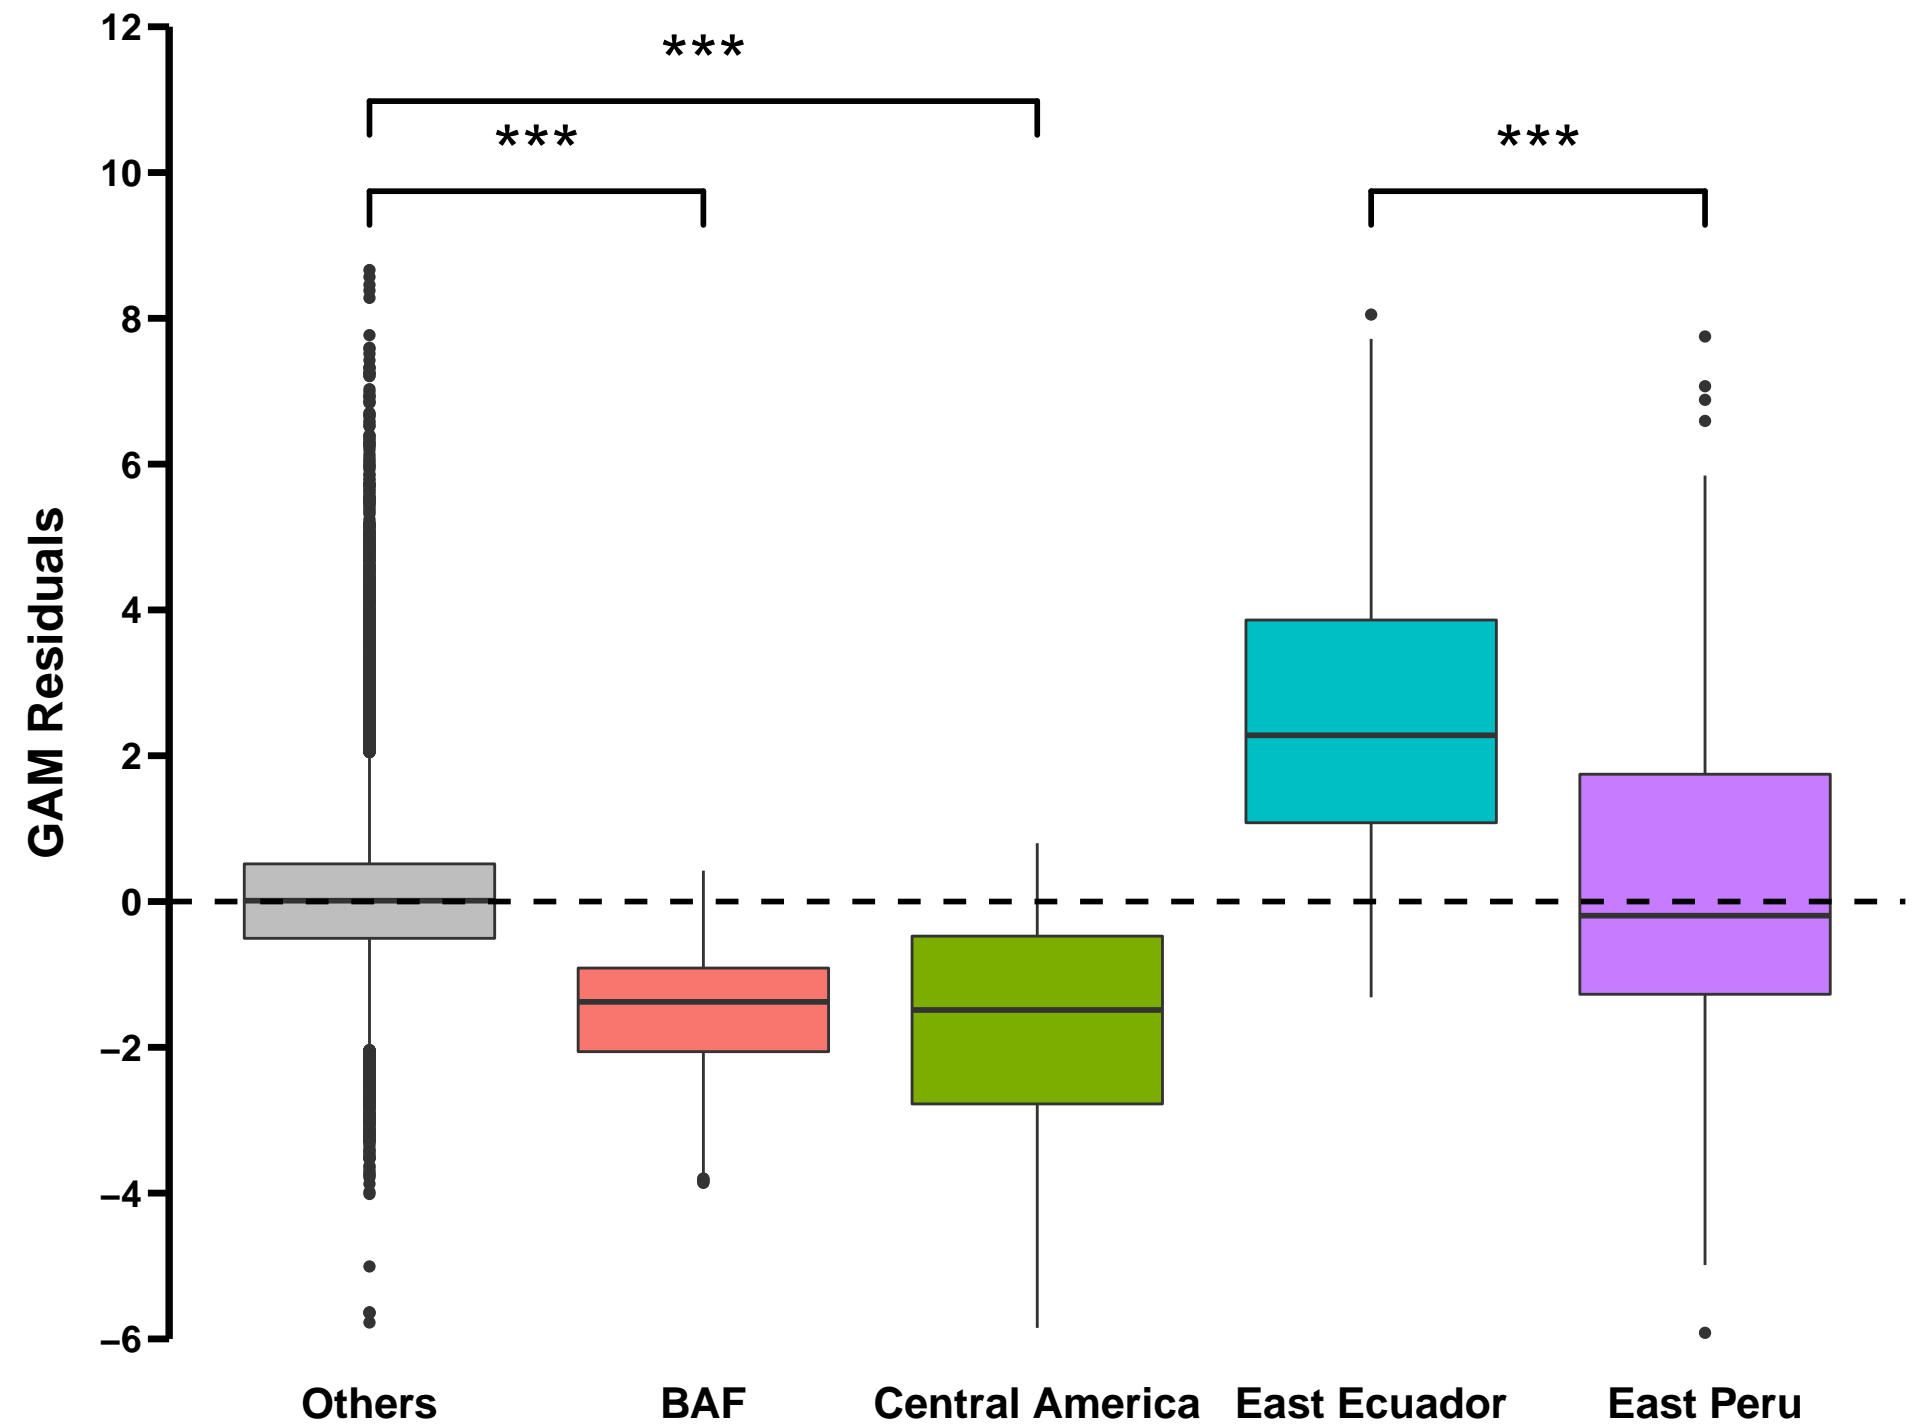 12
***
***
***
10
8
6
4
2
0
–2
–4
–6
GAM Residuals
Others
BAF
Central America
East Ecuador
East Peru